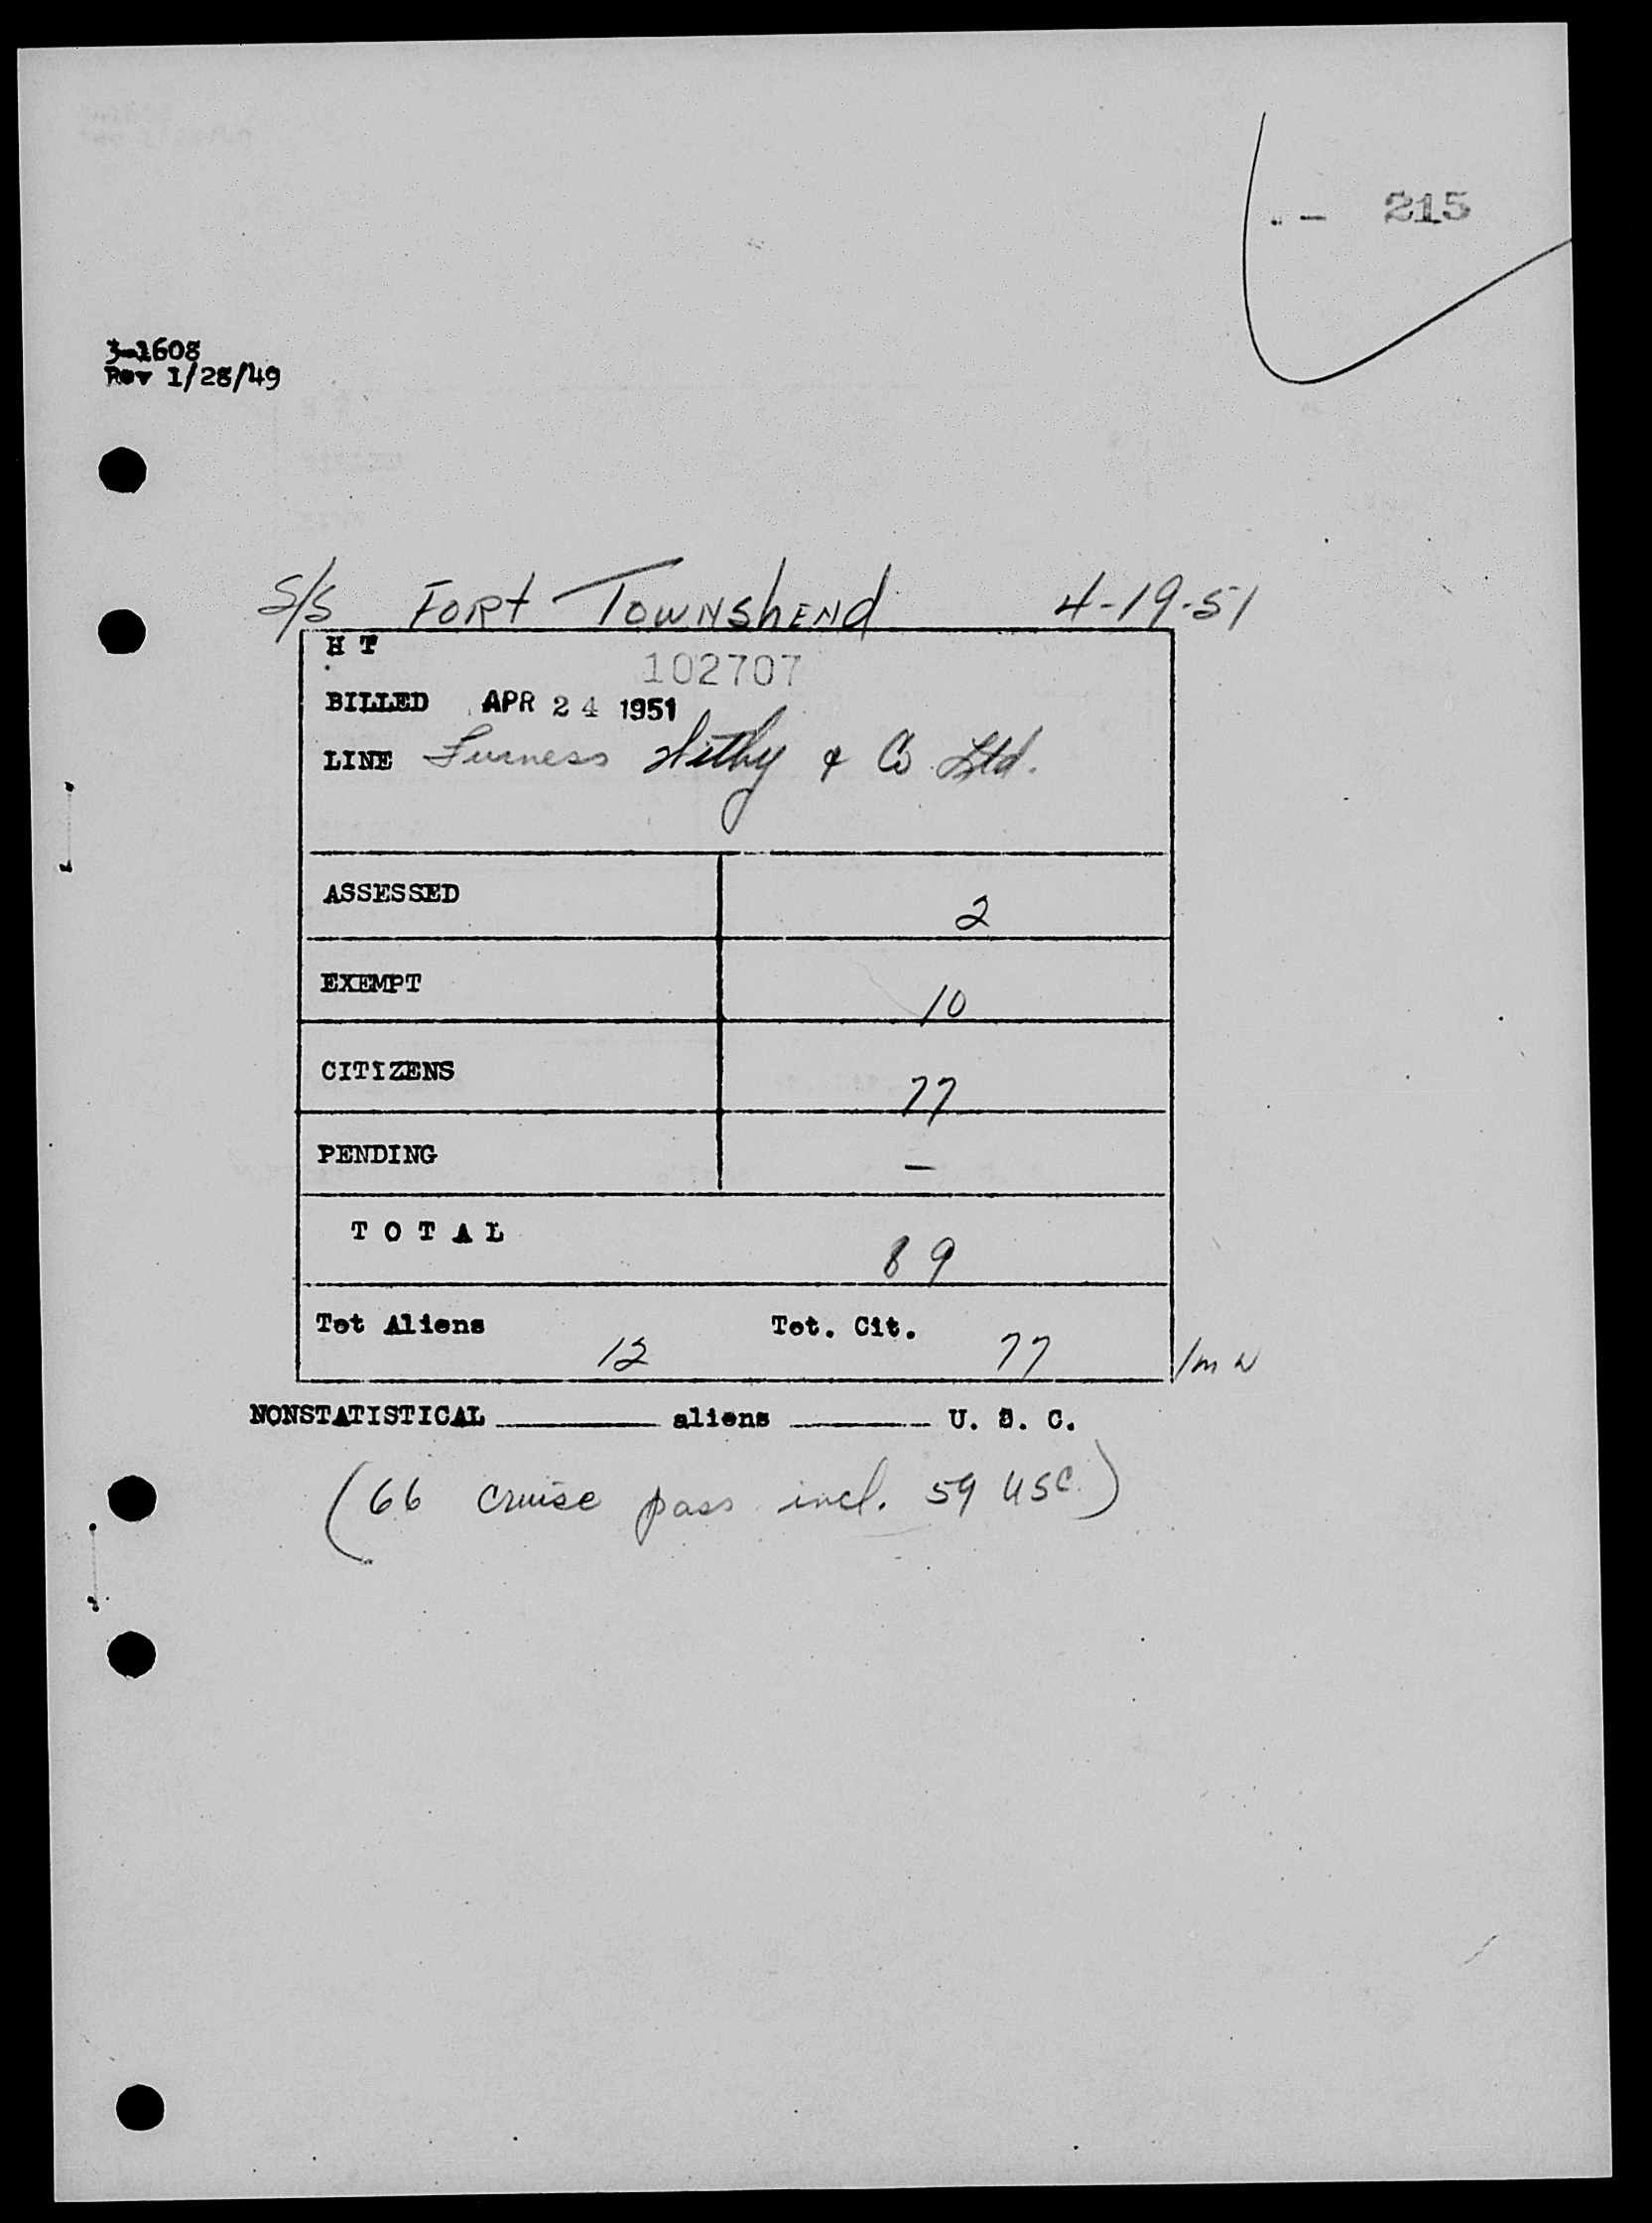 - 215
3-1608
Rev 1/28/49
S/S FORT TOWNSHEND 4-19-51
H T
102707
BILLED APR 24 1951
LINE Furness Withy & Co Ltd.
ASSESSED 2
EXEMPT 10
CITIZENS 77
PENDING —
TOTAL 89
Tot Aliens 12 Tot. Cit. 77
NONSTATISTICAL ______ aliens ______ U. S. C.
(66 cruise pass incl. 59 USC)